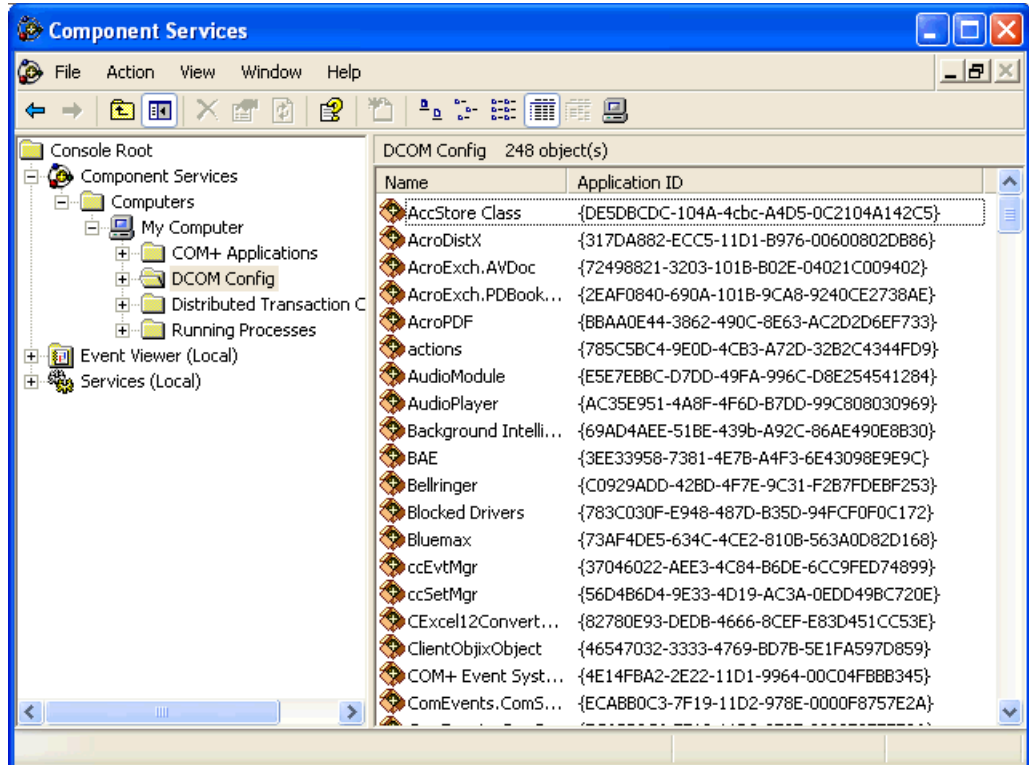 Component Services
File Action View Window Help
Console Root
Component Services
Computers
My Computer
COM+ Applications
DCOM Config
Distributed Transaction C
Running Processes
Event Viewer (Local)
Services (Local)
DCOM Config 248 object(s)
Name Application ID
AccStore Class {DE5DBCDC-104A-4cbc-A4D5-0C2104A142C5}
AcroDistX {317DA882-ECC5-11D1-B976-00600802DB86}
AcroExch.AVDoc {72498821-3203-101B-B02E-04021C009402}
AcroExch.PDBook... {2EAF0840-690A-101B-9CA8-9240CE2738AE}
AcroPDF {BBAA0E44-3862-490C-8E63-AC2D2D6EF733}
actions {785C5BC4-9E0D-4CB3-A72D-32B2C4344FD9}
AudioModule {E5E7EBBC-D7DD-49FA-996C-D8E254541284}
AudioPlayer {AC35E951-4A8F-4F6D-B7DD-99C808030969}
Background Intelli... {69AD4AEE-51BE-439b-A92C-86AE490E8B30}
BAE {3EE33958-7381-4E7B-A4F3-6E43098E9E9C}
Bellringer {C0929ADD-42BD-4F7E-9C31-F2B7FDEBF253}
Blocked Drivers {783C030F-E948-487D-B35D-94FCF0F0C172}
Bluemax {73AF4DE5-634C-4CE2-810B-563A0D82D168}
ccEvtMgr {37046022-AEE3-4C84-B6DE-6CC9FED74899}
ccSetMgr {56D4B6D4-9E33-4D19-AC3A-0EDD49BC720E}
CExcel12Convert... {82780E93-DEDB-4666-8CEF-E83D451CC53E}
ClientObjixObject {46547032-3333-4769-BD7B-5E1FA597D859}
COM+ Event Syst... {4E14FBA2-2E22-11D1-9964-00C04FBBB345}
ComEvents.ComS... {ECABB0C3-7F19-11D2-978E-0000F8757E2A}